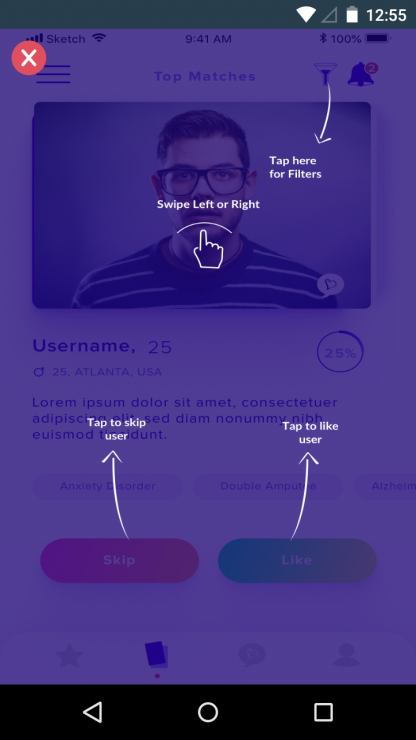 12:55
Sketch 9:41 AM 100%
Top Matches 2
Tap here
for Filters
Swipe Left or Right
Username, 25
25%
25, ATLANTA, USA
Lorem ipsum dolor sit amet, consectetuer
adipiscing elit, sed diam nonummy nibh
euismod tincidunt.
Tap to skip
user
Tap to like
user
Anxiety Disorder Double Amputee Alzheim
Skip Like